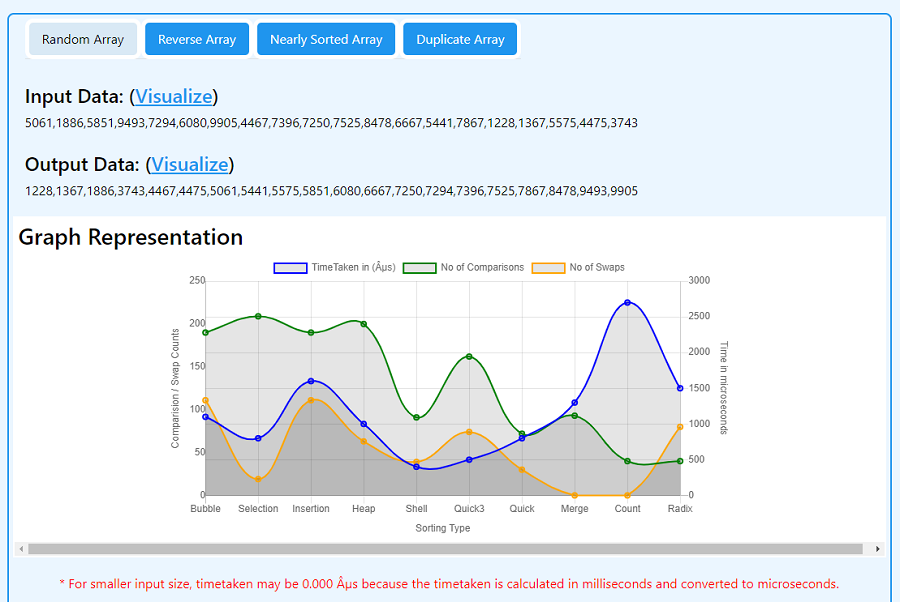 Random Array Reverse Array Nearly Sorted Array Duplicate Array
Input Data: (Visualize)
5061,1886,5851,9493,7294,6080,9905,4467,7396,7250,7525,8478,6667,5441,7867,1228,1367,5575,4475,3743
Output Data: (Visualize)
1228,1367,1886,3743,4467,4475,5061,5441,5575,5851,6080,6667,7250,7294,7396,7525,7867,8478,9493,9905
Graph Representation
TimeTaken in (Âµs) No of Comparisons No of Swaps
250 3000
2500
200
2000
150
1500
100
1000
50
500
0 0
Comparision / Swap Counts
Time in microseconds
Bubble Selection Insertion Heap Shell Quick3 Quick Merge Count Radix
Sorting Type
* For smaller input size, timetaken may be 0.000 Âµs because the timetaken is calculated in milliseconds and converted to microseconds.